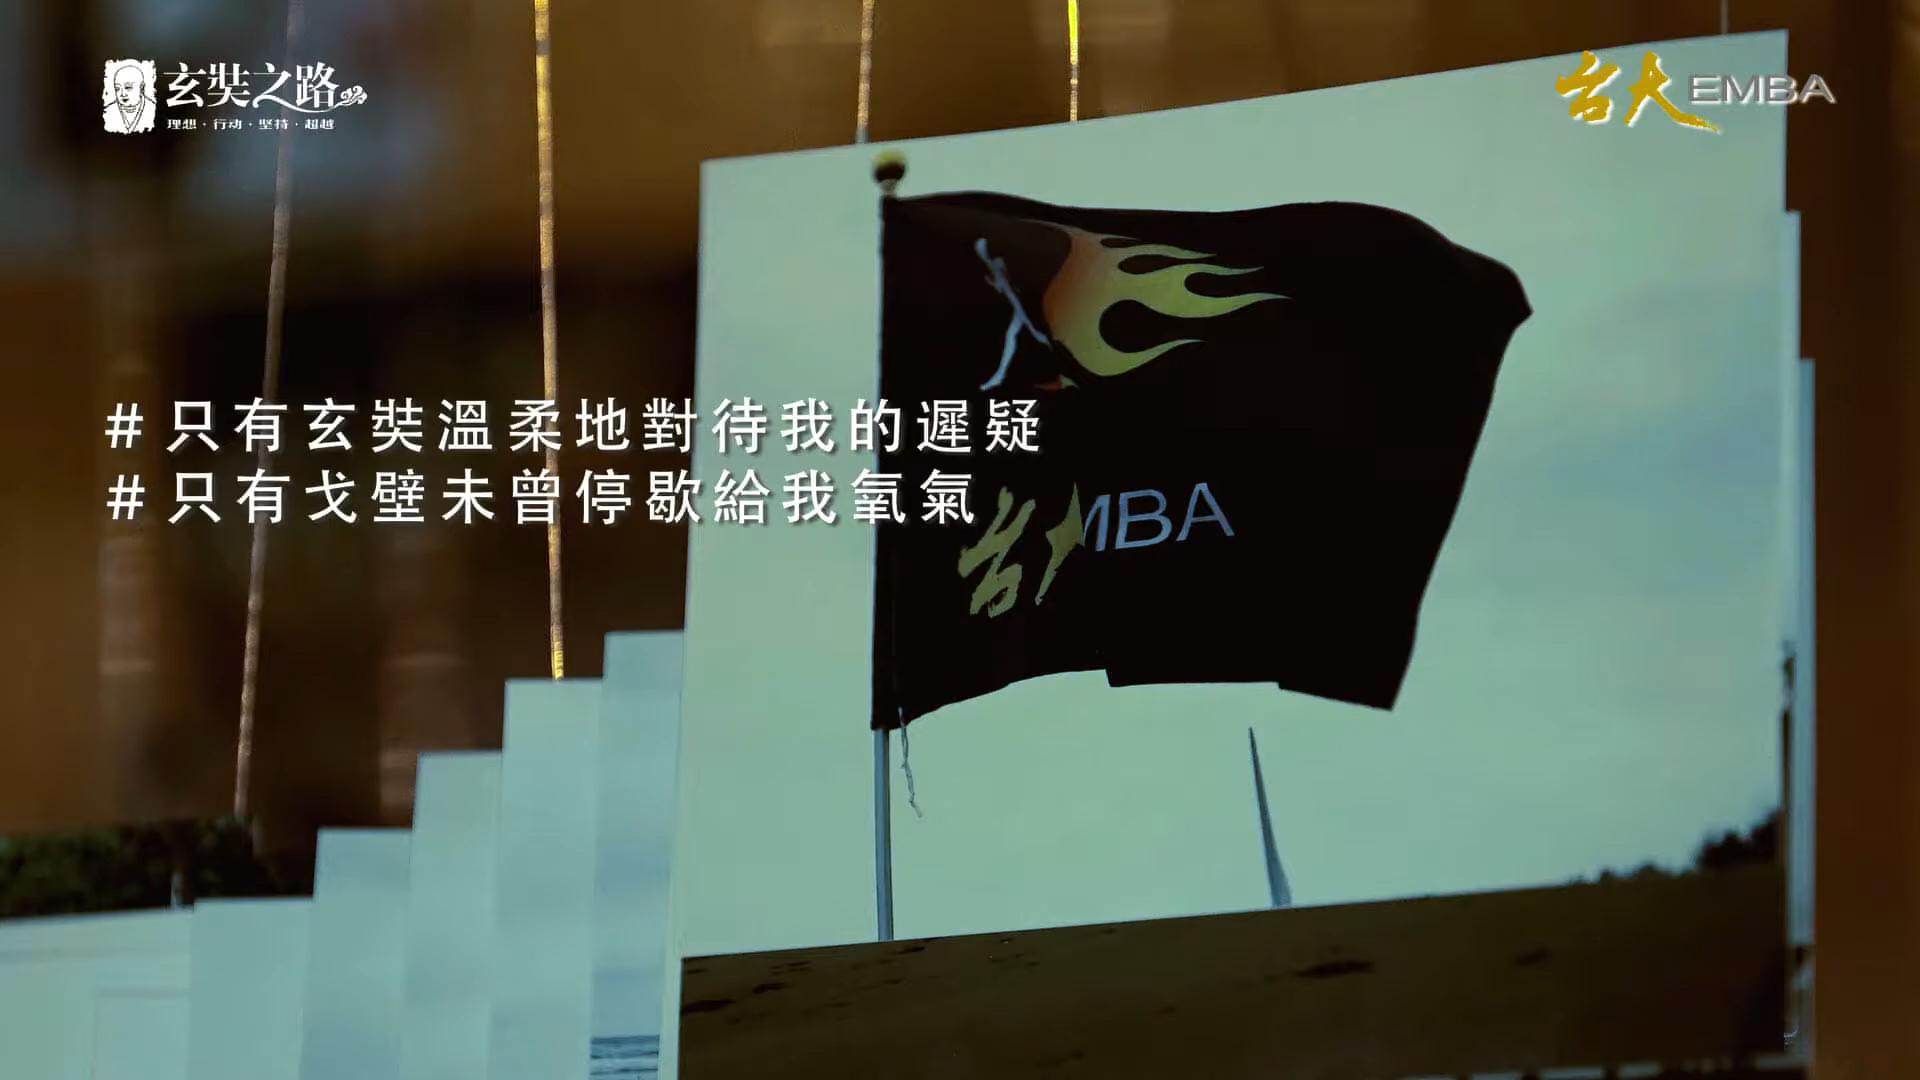 玄奘之路
理想·行动·坚持·超越
台大EMBA
#只有玄奘溫柔地對待我的遲疑
#只有戈壁未曾停歇給我氧氣
台大MBA